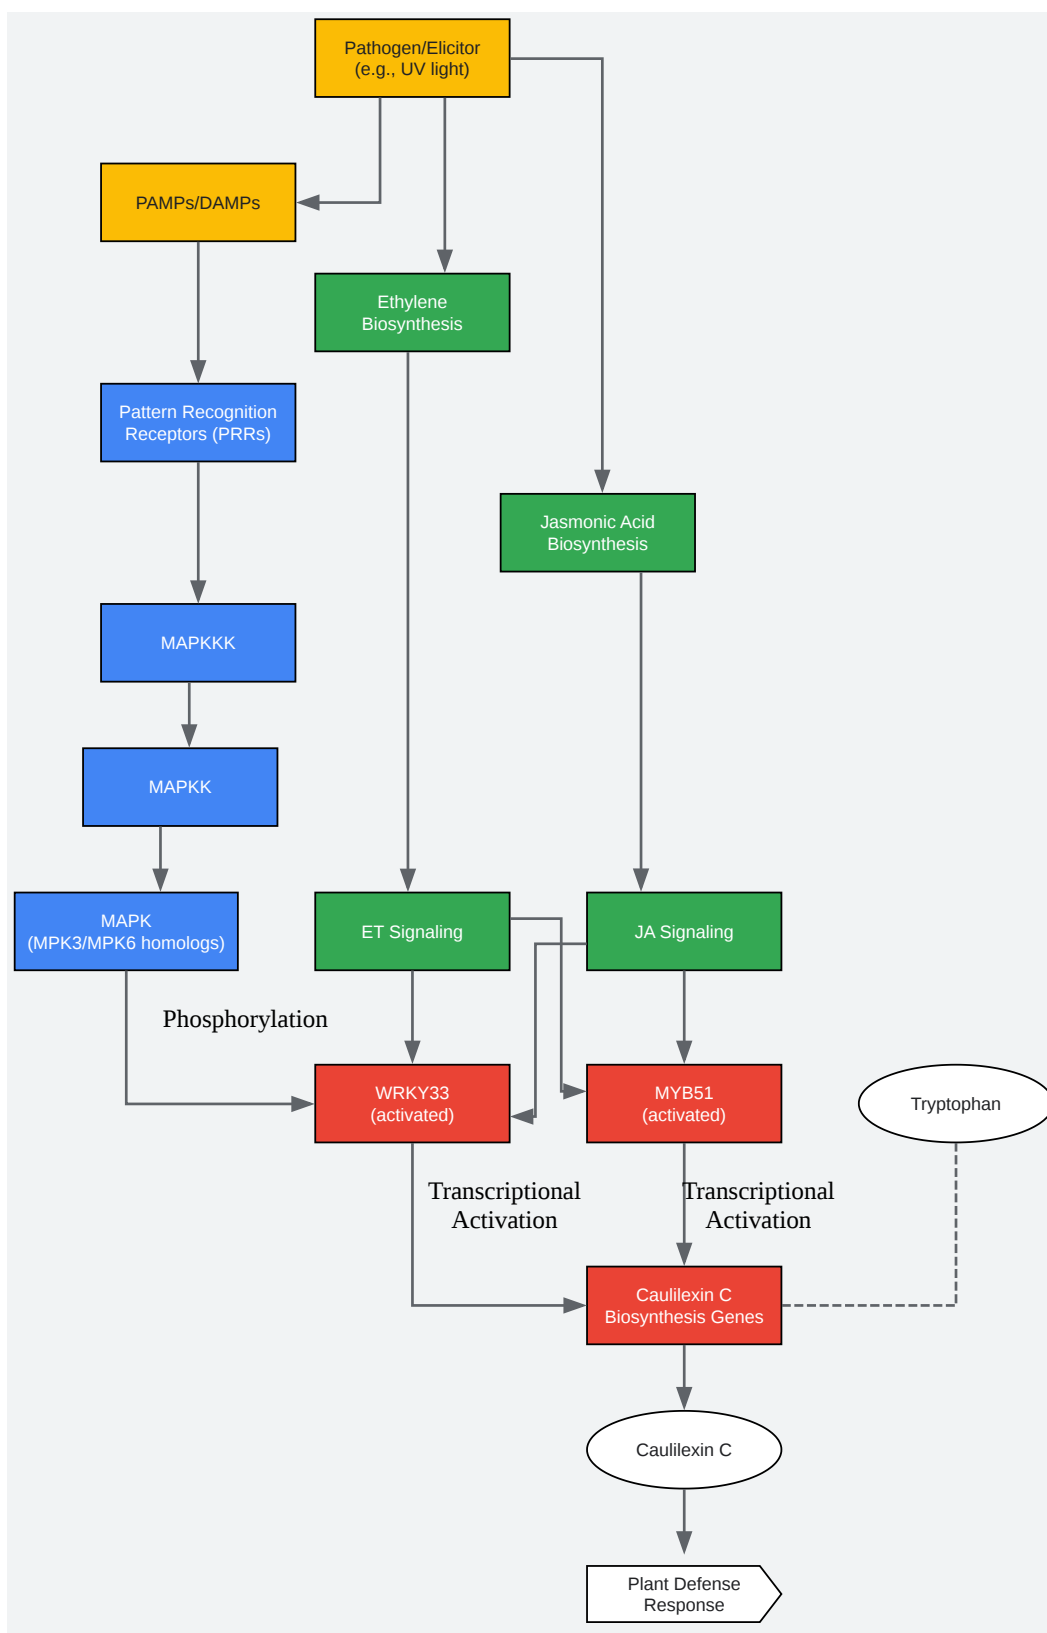 Pathogen/Elicitor
(e.g., UV light)
PAMPs/DAMPs
Ethylene
Biosynthesis
Pattern Recognition
Receptors (PRRs)
Jasmonic Acid
Biosynthesis
MAPKKK
MAPKK
MAPK
(MPK3/MPK6 homologs)
ET Signaling
JA Signaling
Phosphorylation
WRKY33
(activated)
MYB51
(activated)
Tryptophan
Transcriptional
Activation
Transcriptional
Activation
Caulilexin C
Biosynthesis Genes
Caulilexin C
Plant Defense
Response